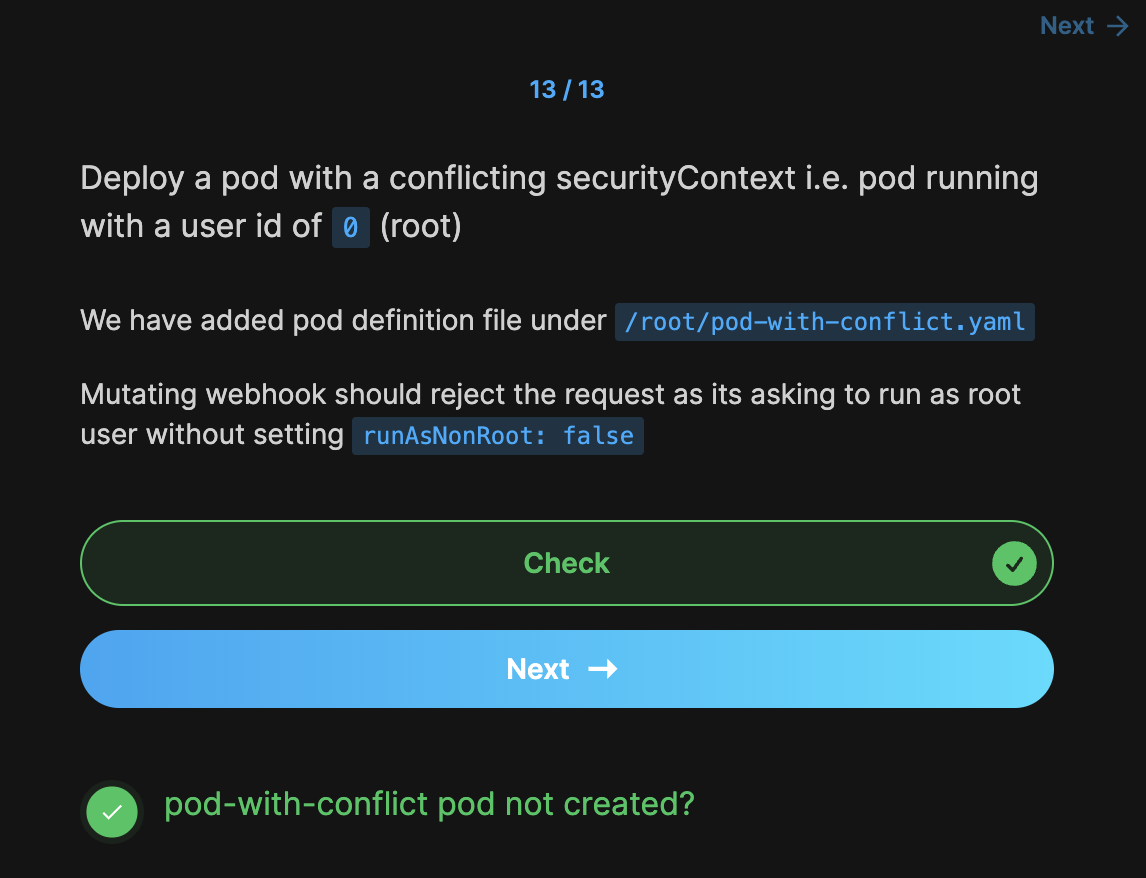 Next →
13 / 13
Deploy a pod with a conflicting securityContext i.e. pod running
with a user id of 0 (root)
We have added pod definition file under /root/pod-with-conflict.yaml
Mutating webhook should reject the request as its asking to run as root
user without setting runAsNonRoot: false
Check
Next →
pod-with-conflict pod not created?